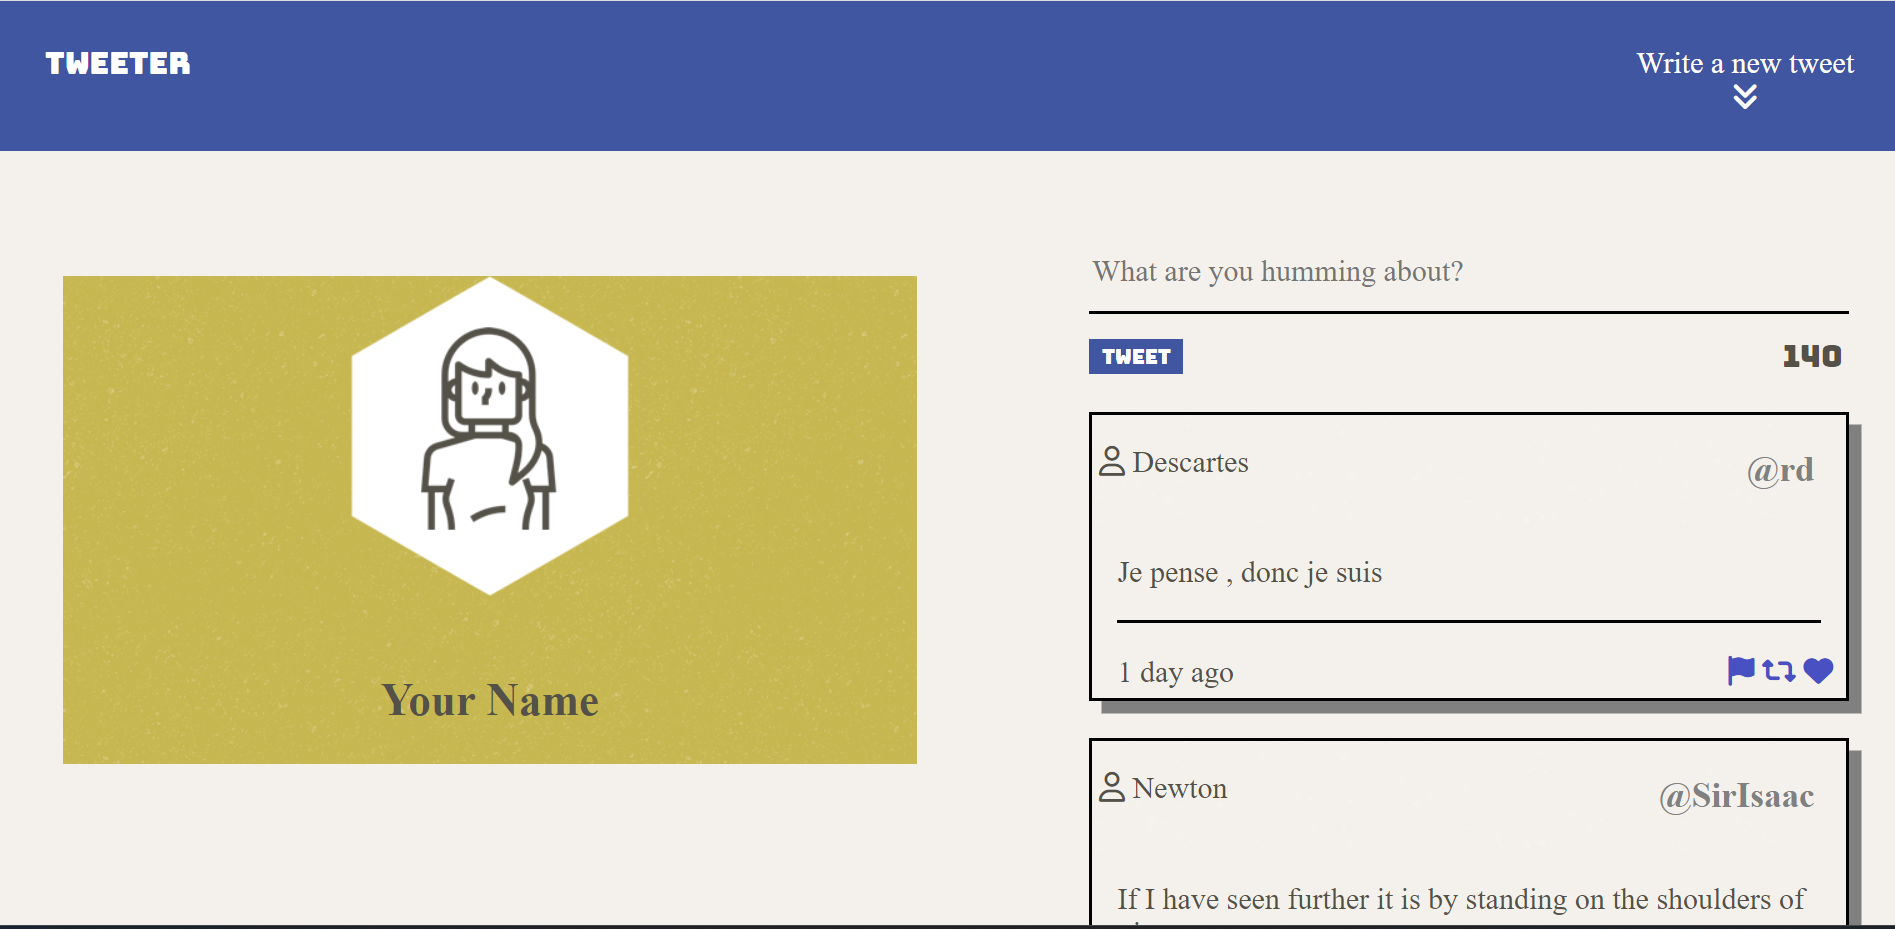 TWEETER
Write a new tweet
Your Name
What are you humming about?
TWEET
140
Descartes
@rd
Je pense , donc je suis
1 day ago
Newton
@SirIsaac
If I have seen further it is by standing on the shoulders of